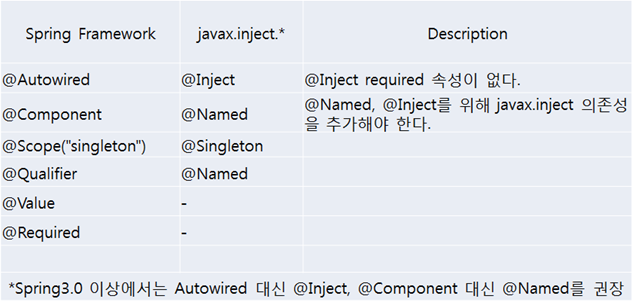 Spring Framework javax.inject.* Description
@Autowired @Inject @Inject required 속성이 없다.
@Component @Named @Named, @Inject를 위해 javax.inject 의존성
을 추가해야 한다.
@Scope("singleton") @Singleton
@Qualifier @Named
@Value -
@Required -
*Spring3.0 이상에서는 Autowired 대신 @Inject, @Component 대신 @Named를 권장